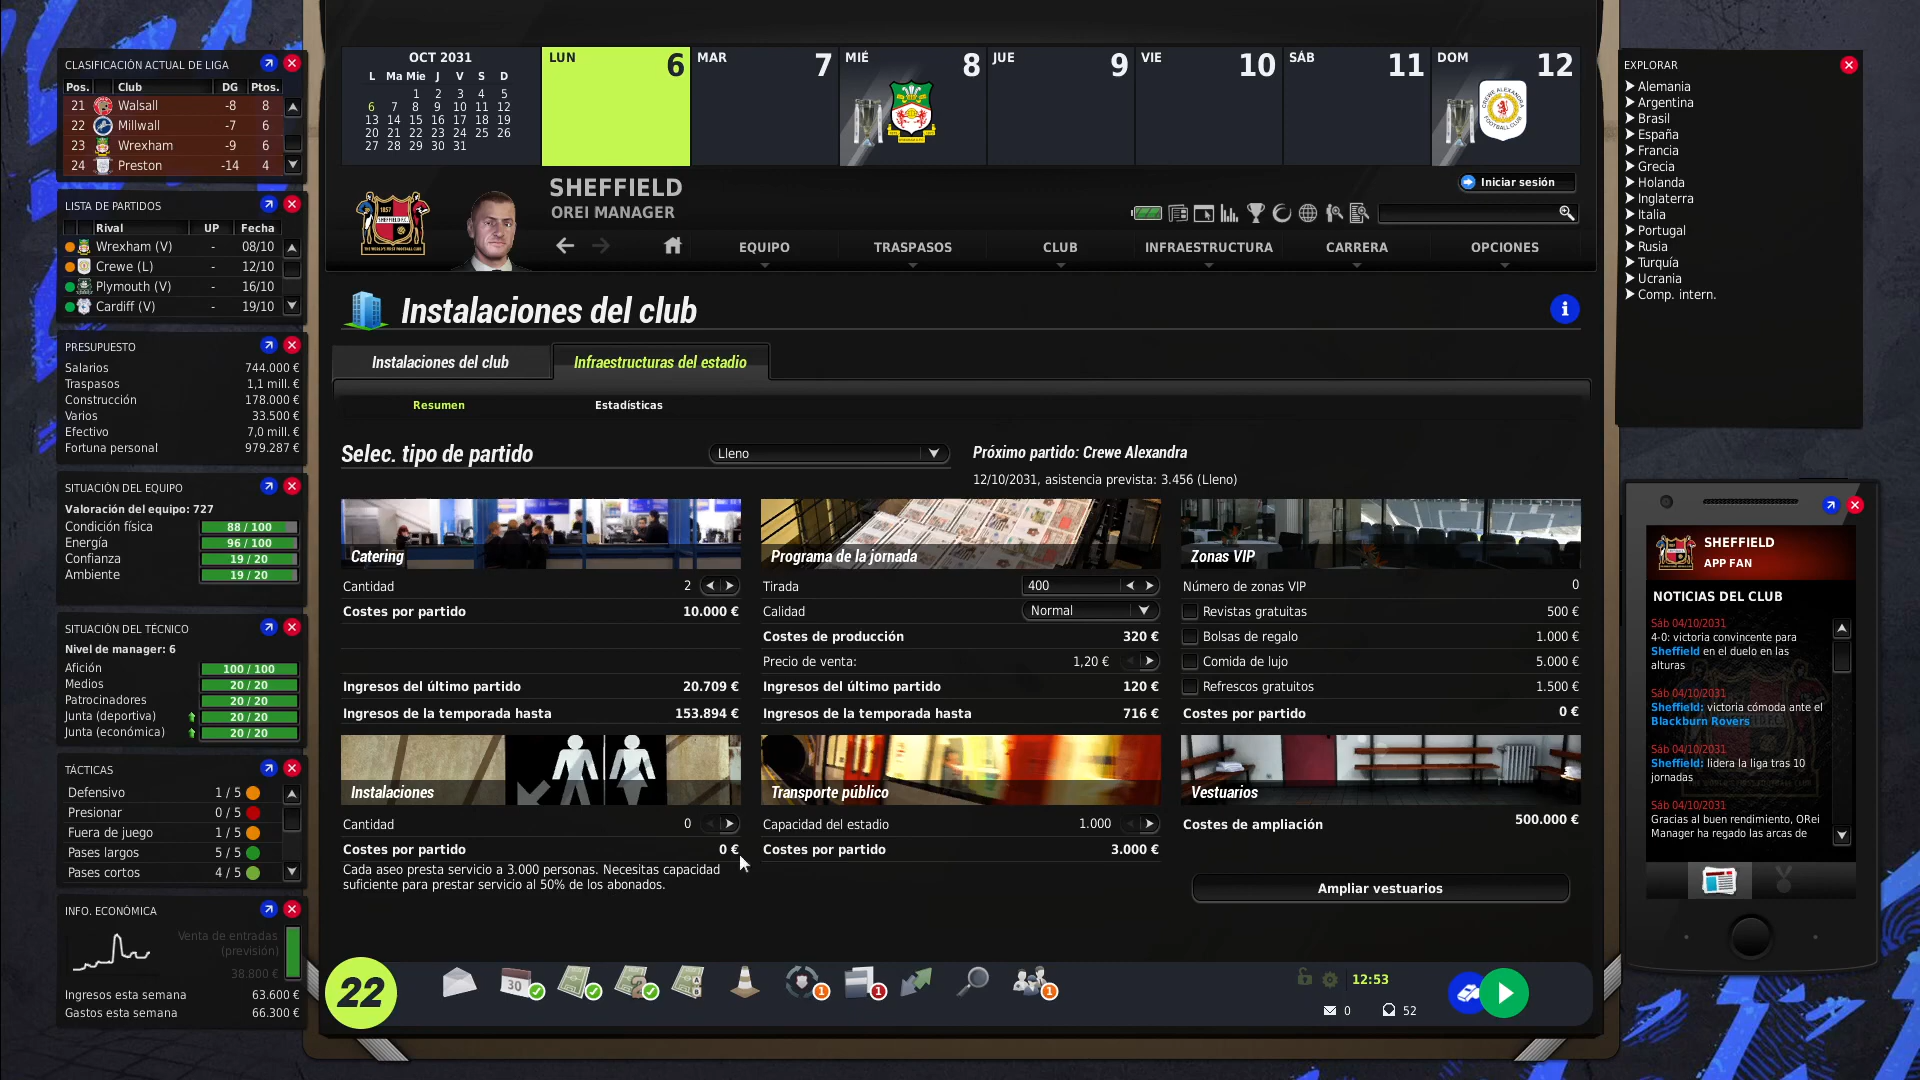 CLASIFICACIÓN ACTUAL DE LIGA
Pos. Club DG Ptos.
21 Walsall -8 8
22 Millwall -7 6
23 Wrexham -9 6
24 Preston -14 4
LISTA DE PARTIDOS
Rival UP Fecha
Wrexham (V) - 08/10
Crewe (L) - 12/10
Plymouth (V) - 16/10
Cardiff (V) - 19/10
PRESUPUESTO
Salarios 744.000 €
Traspasos 1,1 mill. €
Construcción 178.000 €
Varios 33.500 €
Efectivo 7,0 mill. €
Fortuna personal 979.287 €
SITUACIÓN DEL EQUIPO
Valoración del equipo: 727
Condición física 88 / 100
Energía 96 / 100
Confianza 19 / 20
Ambiente 19 / 20
SITUACIÓN DEL TÉCNICO
Nivel de manager: 6
Afición 100 / 100
Medios 20 / 20
Patrocinadores 20 / 20
Junta (deportiva) 20 / 20
Junta (económica) 20 / 20
TÁCTICAS
Defensivo 1 / 5
Presionar 0 / 5
Fuera de juego 1 / 5
Pases largos 5 / 5
Pases cortos 4 / 5
INFO. ECONÓMICA
Venta de entradas
(previsión)
38.800 €
Ingresos esta semana 63.600 €
Gastos esta semana 66.300 €
OCT 2031
L Ma Mie J V S D
1 2 3 4 5
6 7 8 9 10 11 12
13 14 15 16 17 18 19
20 21 22 23 24 25 26
27 28 29 30 31
LUN 6
MAR 7
MIÉ 8
JUE 9
VIE 10
SÁB 11
DOM 12
SHEFFIELD
OREI MANAGER
Iniciar sesión
EQUIPO TRASPASOS CLUB INFRAESTRUCTURA CARRERA OPCIONES
Instalaciones del club
Instalaciones del club
Infraestructuras del estadio
Resumen Estadísticas
Selec. tipo de partido
Lleno
Próximo partido: Crewe Alexandra
12/10/2031, asistencia prevista: 3.456 (Lleno)
Catering
Cantidad 2
Costes por partido 10.000 €
Ingresos del último partido 20.709 €
Ingresos de la temporada hasta 153.894 €
Programa de la jornada
Tirada 400
Calidad Normal
Costes de producción 320 €
Precio de venta: 1,20 €
Ingresos del último partido 120 €
Ingresos de la temporada hasta 716 €
Zonas VIP
Número de zonas VIP 0
Revistas gratuitas 500 €
Bolsas de regalo 1.000 €
Comida de lujo 5.000 €
Refrescos gratuitos 1.500 €
Costes por partido 0 €
Instalaciones
Cantidad 0
Costes por partido 0 €
Cada aseo presta servicio a 3.000 personas. Necesitas capacidad
suficiente para prestar servicio al 50% de los abonados.
Transporte público
Capacidad del estadio 1.000
Costes por partido 3.000 €
Vestuarios
Costes de ampliación 500.000 €
Ampliar vestuarios
22
30
1
1
1
12:53
0
52
EXPLORAR
Alemania
Argentina
Brasil
España
Francia
Grecia
Holanda
Inglaterra
Italia
Portugal
Rusia
Turquía
Ucrania
Comp. intern.
SHEFFIELD
APP FAN
NOTICIAS DEL CLUB
Sáb 04/10/2031
4-0: victoria convincente para
Sheffield en el duelo en las
alturas
Sáb 04/10/2031
Sheffield: victoria cómoda ante el
Blackburn Rovers
Sáb 04/10/2031
Sheffield: lidera la liga tras 10
jornadas
Sáb 04/10/2031
Gracias al buen rendimiento, ORei
Manager ha regado las arcas de